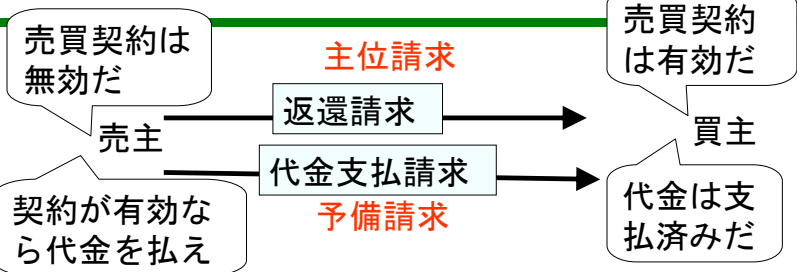 売買契約は
無効だ
主位請求
売買契約
は有効だ
返還請求
売主
買主
代金支払請求
予備請求
契約が有効な
ら代金を払え
代金は支
払済みだ